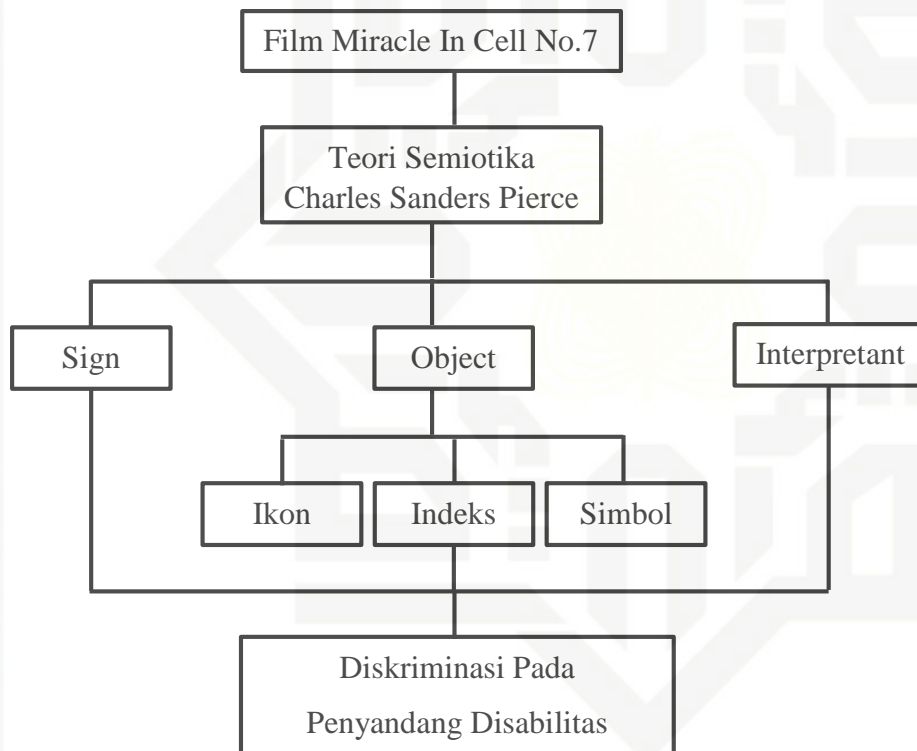 Film Miracle In Cell No.7
Teori Semiotika
Charles Sanders Pierce
Sign
Object
Interpretant
Ikon
Indeks
Simbol
Diskriminasi Pada
Penyandang Disabilitas